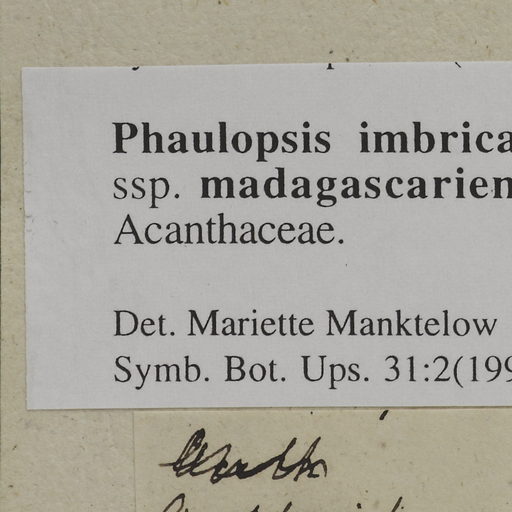 Phaulopsis imbrica
ssp. madagascarien
Acanthaceae.
Det. Mariette Manktelow
Symb. Bot. Ups. 31:2(199